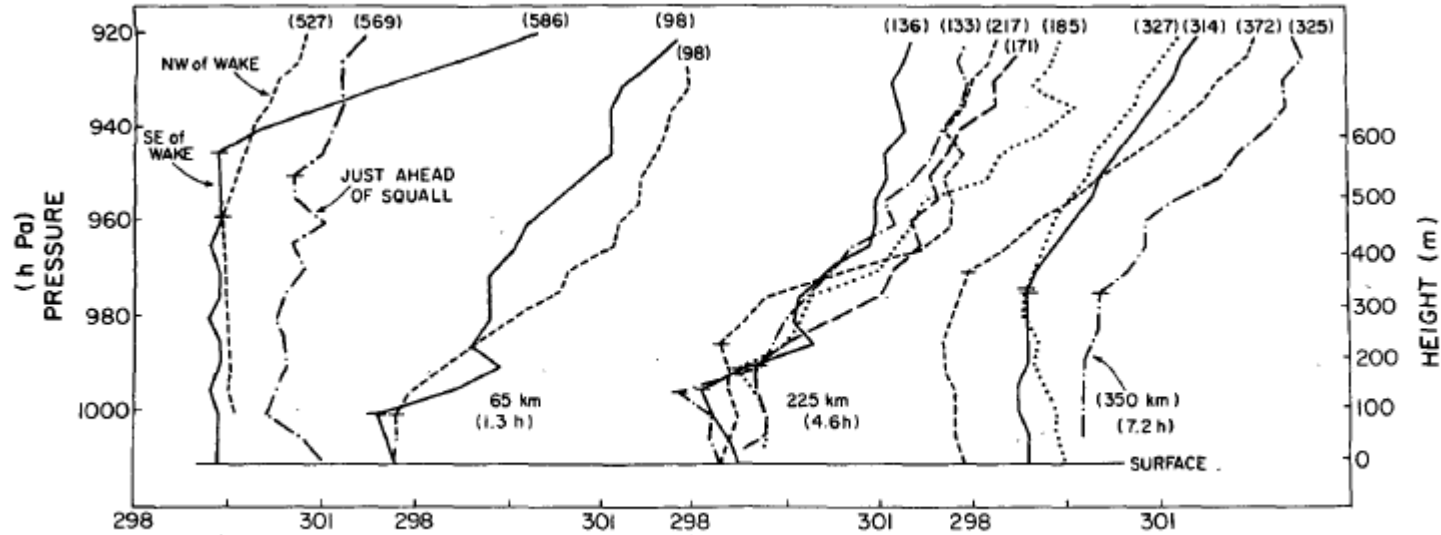 (527) (569) (586) (98) (136) (133) (217) (185) (327) (314) (372) (325)
(98) (171)
920
NW of WAKE
940
600
SE of
WAKE
JUST AHEAD
OF SQUALL
500
960
400
(h Pa)
PRESSURE
HEIGHT (m)
300
980
200
65 km
(1.3 h)
225 km
(4.6h)
(350 km)
(7.2 h)
1000
100
0
SURFACE
298 301 298 301 298 301 298 301